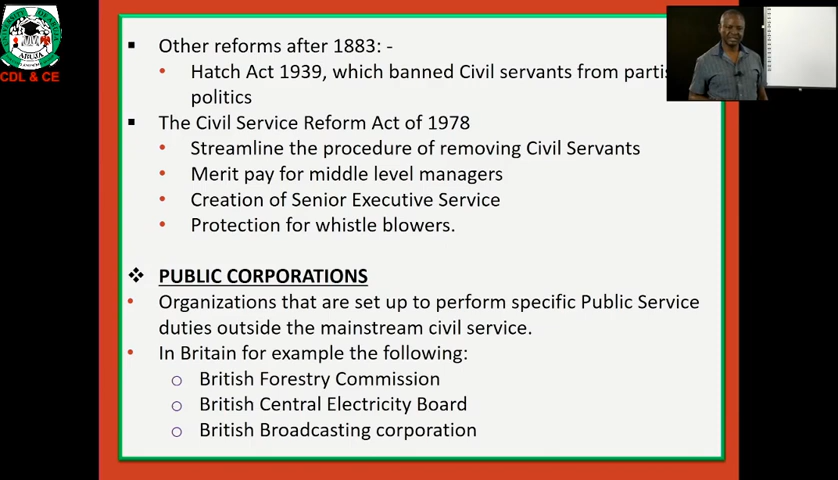 Other reforms after 1883: -
Hatch Act 1939, which banned Civil servants from
politics
The Civil Service Reform Act of 1978
Streamline the procedure of removing Civil Servants
Merit pay for middle level managers
Creation of Senior Executive Service
Protection for whistle blowers.
PUBLIC CORPORATIONS
Organizations that are set up to perform specific Public Service
duties outside the mainstream civil service.
In Britain for example the following:
British Forestry Commission
British Central Electricity Board
British Broadcasting corporation
ABUJA
CDL & CE